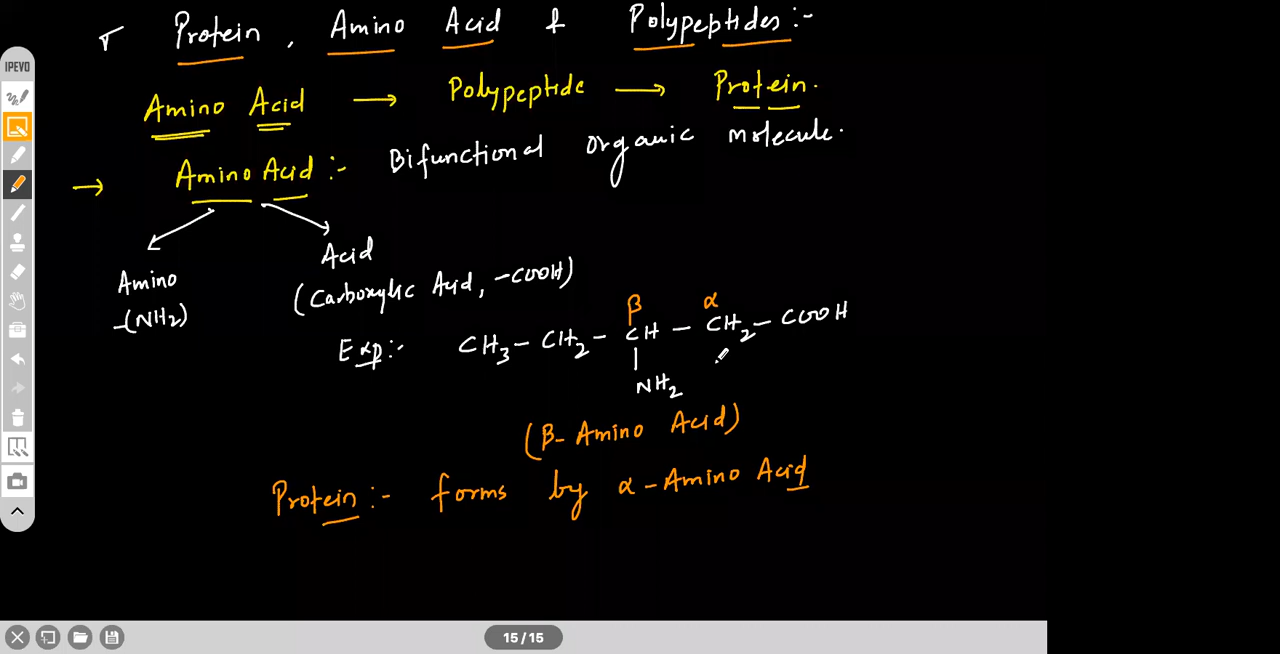 Protein, Amino Acid & Polypeptides :-
Amino Acid → Polypeptide → Protein.
→ Amino Acid :- Bifunctional organic molecule.
Amino
-(NH2)
Acid
(Carboxylic Acid, -COOH)
β α
Exp:- CH3 - CH2 - CH - CH2 - COOH
NH2
(β- Amino Acid)
Protein :- forms by α - Amino Acid
IPEVO
15/15